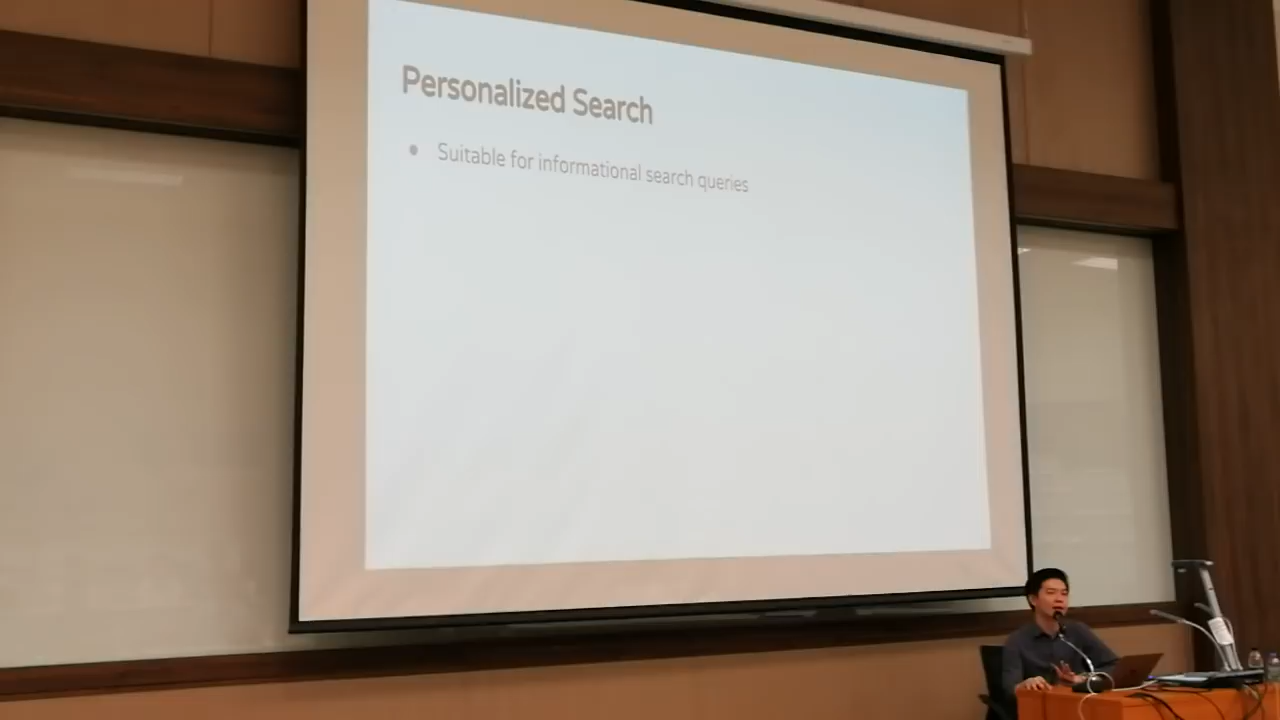 Personalized Search
• Suitable for informational search queries